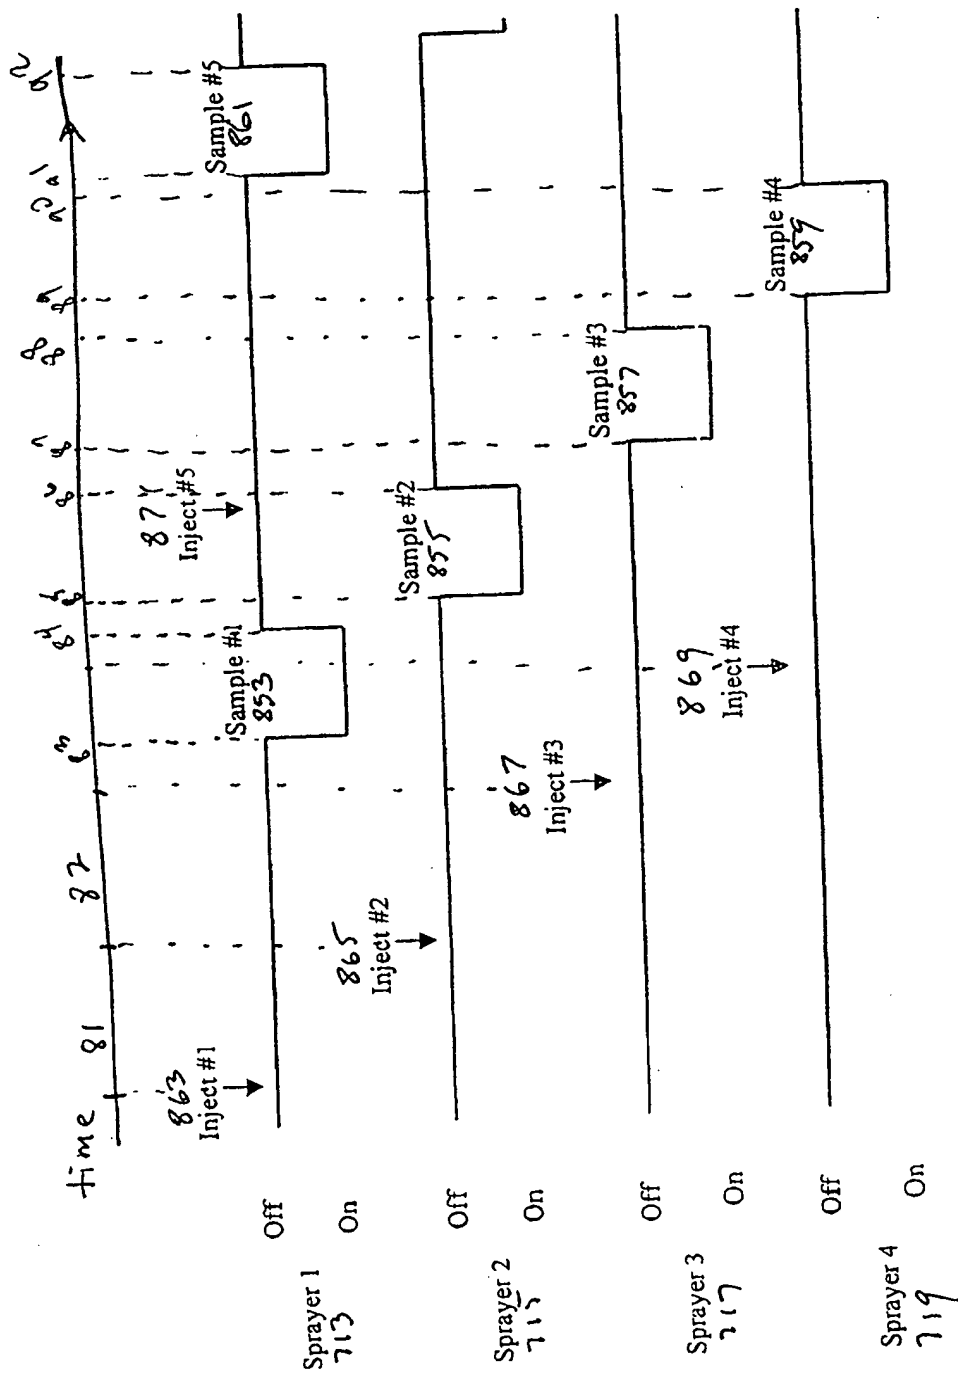 time 81 82 83 84 85 86 87 88 89 90 91 92
863
Inject #1
Sample #1
853
Inject #5
Sample #5
861
Sprayer 1
713
Off
On
865
Inject #2
Sample #2
855
Sprayer 2
Off
On
867
Inject #3
Sample #3
857
Sprayer 3
717
Off
On
869
Inject #4
Sample #4
859
Sprayer 4
719
Off
On